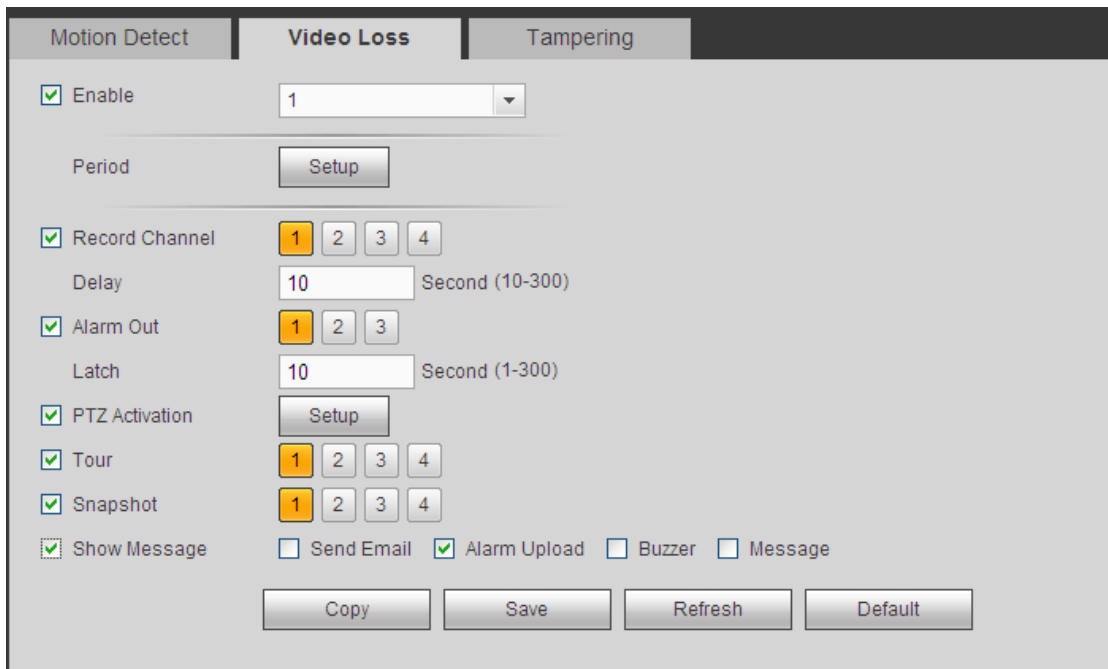 Motion Detect Video Loss Tampering
Enable 1
Period Setup
Record Channel 1 2 3 4
Delay 10 Second (10-300)
Alarm Out 1 2 3
Latch 10 Second (1-300)
PTZ Activation Setup
Tour 1 2 3 4
Snapshot 1 2 3 4
Show Message Send Email Alarm Upload Buzzer Message
Copy Save Refresh Default